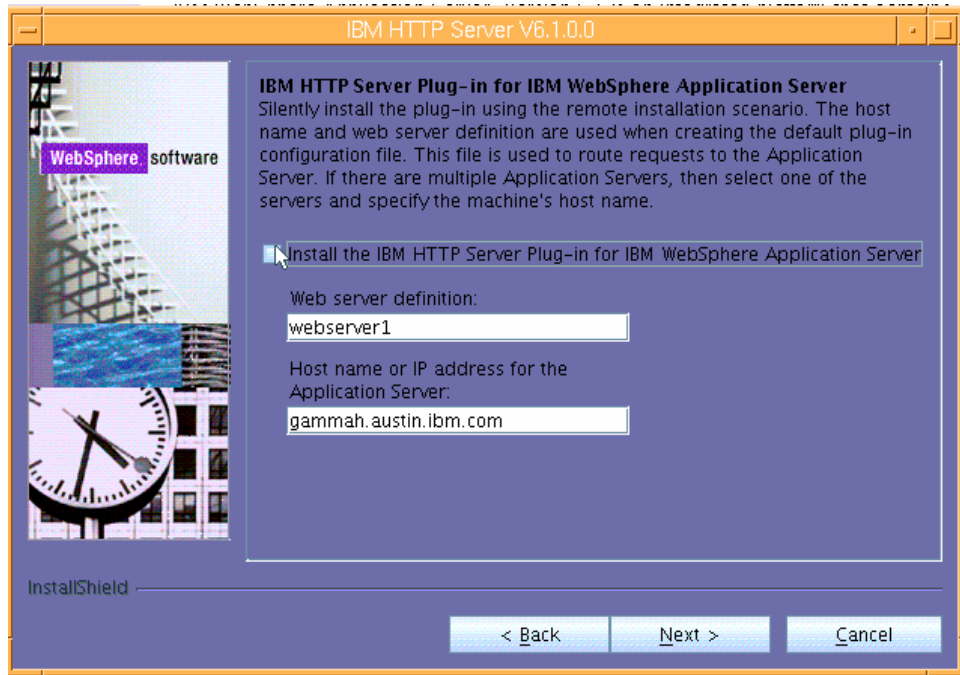 IBM HTTP Server V6.1.0.0
IBM HTTP Server Plug-in for IBM WebSphere Application Server
Silently install the plug-in using the remote installation scenario. The host
name and web server definition are used when creating the default plug-in
configuration file. This file is used to route requests to the Application
Server. If there are multiple Application Servers, then select one of the
servers and specify the machine's host name.
WebSphere software
Install the IBM HTTP Server Plug-in for IBM WebSphere Application Server
Web server definition:
webserver1
Host name or IP address for the
Application Server:
gammah.austin.ibm.com
InstallShield
< Back
Next >
Cancel